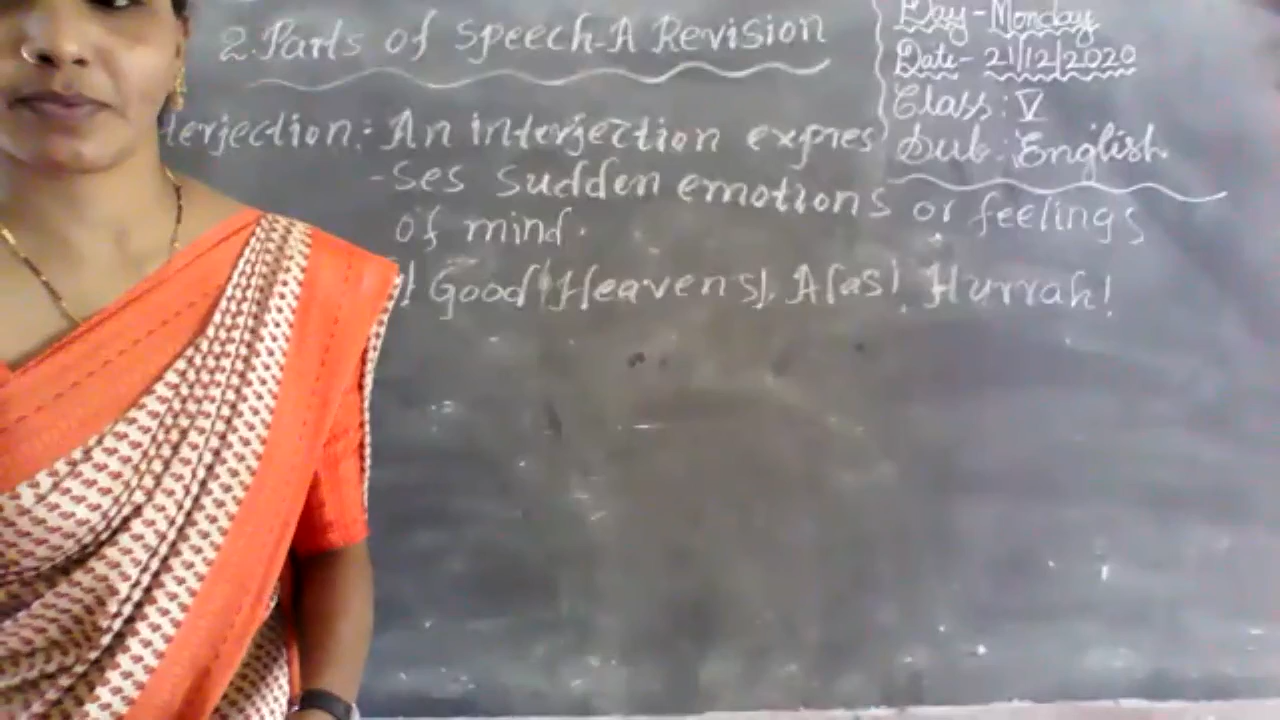 2. Parts of Speech-A Revision
Day-Monday
Date-21/12/2020
Class: V
Sub: English
terjection:- An interjection expres
-ses sudden emotions or feelings
of mind.
! Good Heavens!, Alas!, Hurrah!